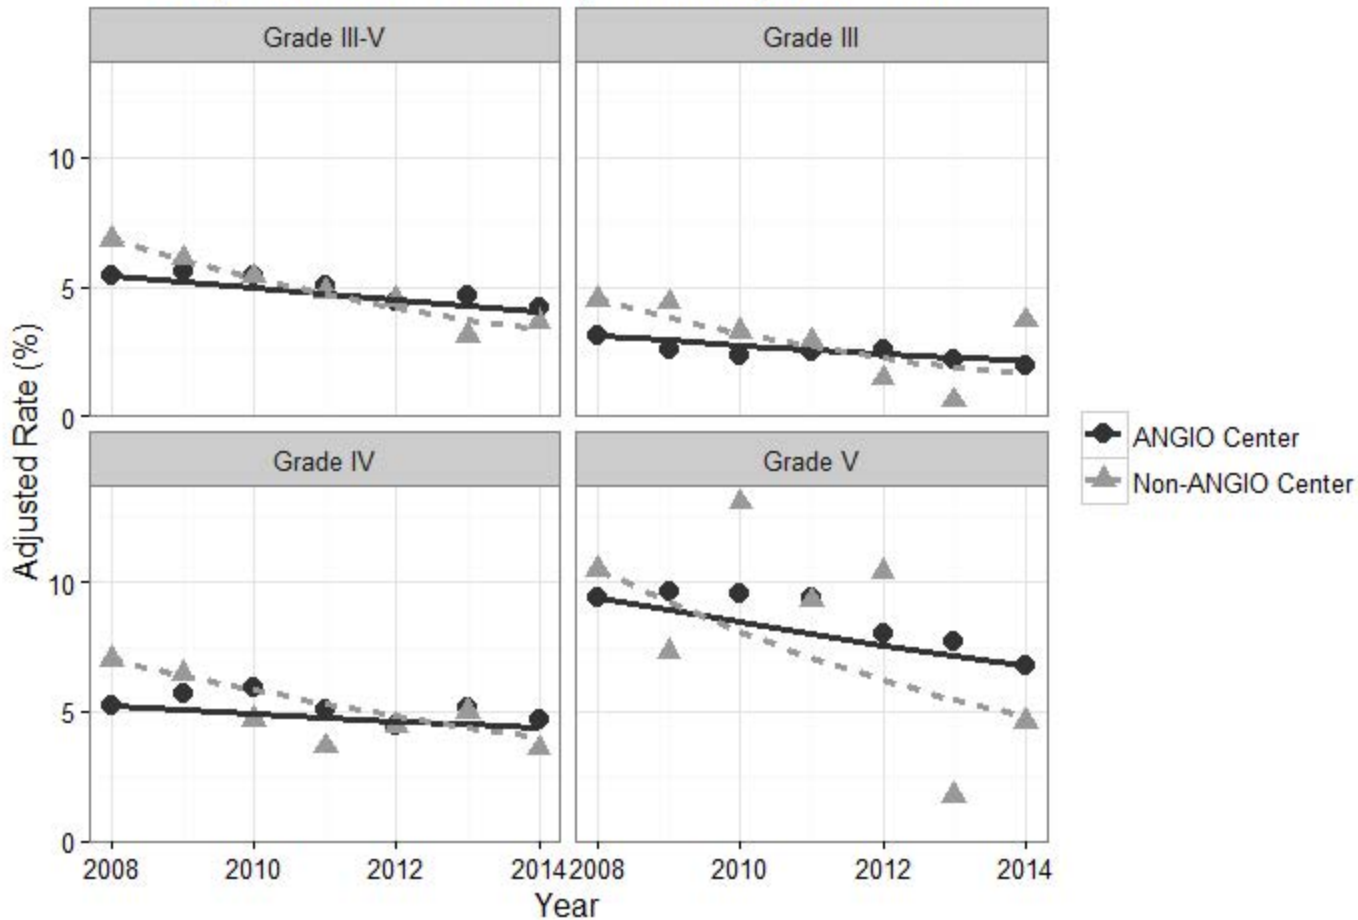 Grade III-V
Grade III
10
5
0
Grade IV
Grade V
10
5
0
2008
2010
2012
2014
2008
2010
2012
2014
Adjusted Rate (%)
Year
ANGIO Center
Non-ANGIO Center